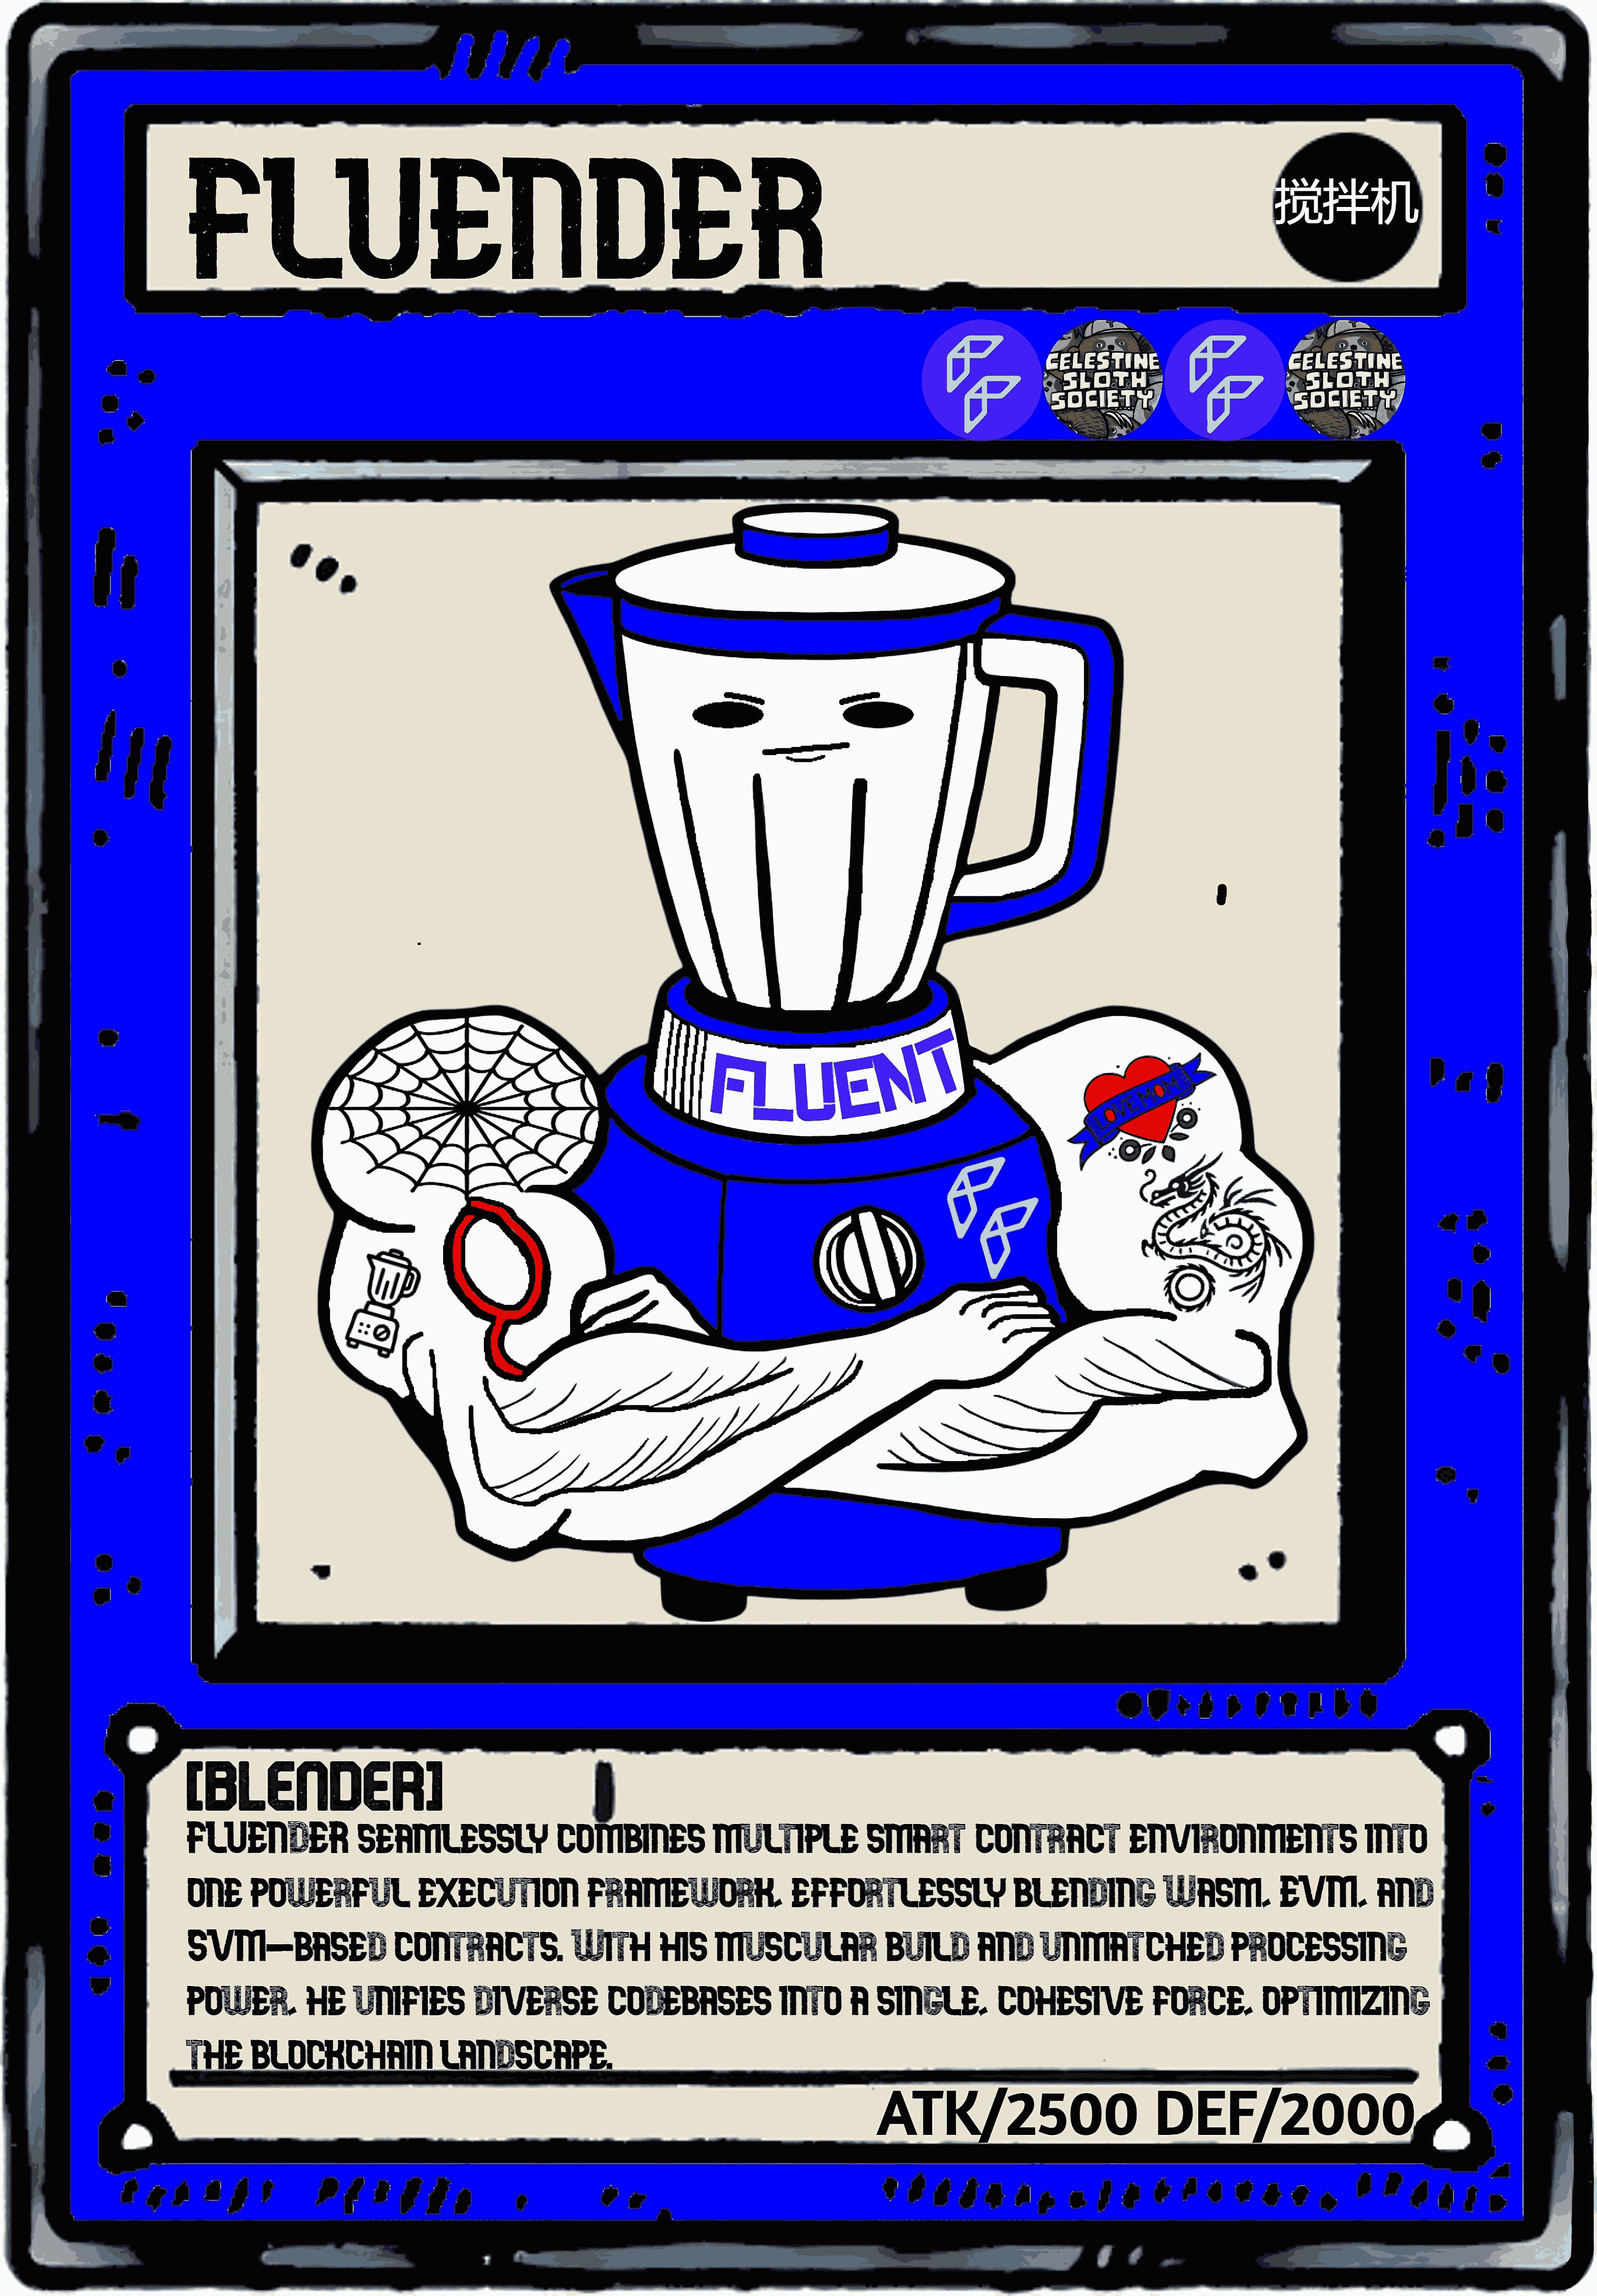 FLUENDER
搅拌机
CELESTINE
SLOTH
SOCIETY
CELESTINE
SLOTH
SOCIETY
FLUENT
LOVE MOM
[BLENDER]
FLUENDER SEAMLESSLY COMBINES MULTIPLE SMART CONTRACT ENVIRONMENTS INTO
ONE POWERFUL EXECUTION FRAMEWORK, EFFORTLESSLY BLENDING WASM, EVM, AND
SVM-BASED CONTRACTS. WITH HIS MUSCULAR BUILD AND UNMATCHED PROCESSING
POWER, HE UNIFIES DIVERSE CODEBASES INTO A SINGLE, COHESIVE FORCE, OPTIMIZING
THE BLOCKCHAIN LANDSCAPE.
ATK/2500 DEF/2000